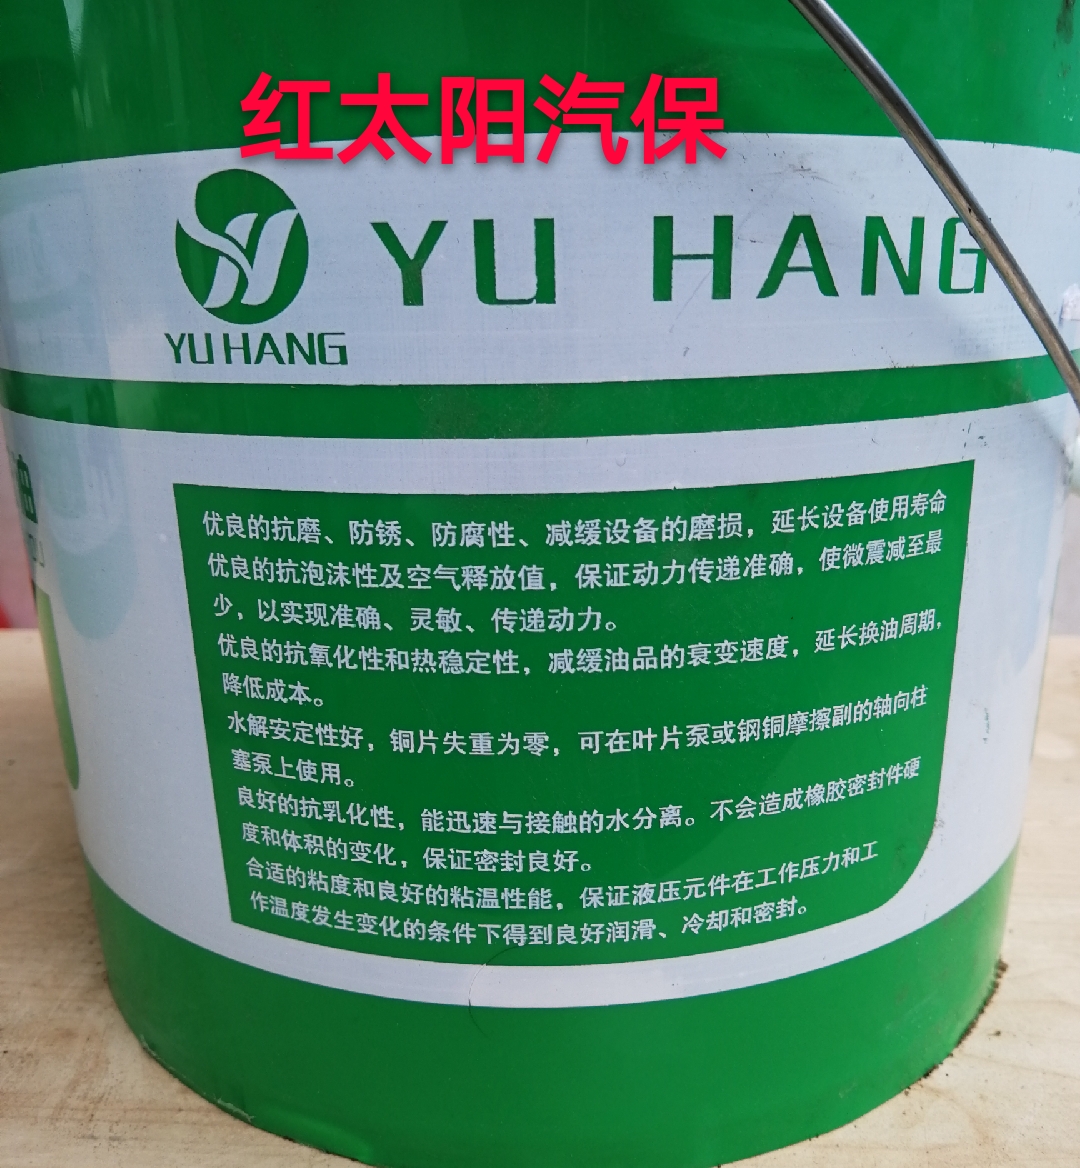 红太阳汽保
YU HANG
YU HANG
油
优良的抗磨、防锈、防腐性、减缓设备的磨损，延长设备使用寿命
优良的抗泡沫性及空气释放值，保证动力传递准确，使微震减至最
少，以实现准确、灵敏、传递动力。
优良的抗氧化性和热稳定性，减缓油品的衰变速度，延长换油周期，
降低成本。
水解安定性好，铜片失重为零，可在叶片泵或钢铜摩擦副的轴向柱
塞泵上使用。
良好的抗乳化性，能迅速与接触的水分离。不会造成橡胶密封件硬
度和体积的变化，保证密封良好。
合适的粘度和良好的粘温性能，保证液压元件在工作压力和工
作温度发生变化的条件下得到良好润滑、冷却和密封。